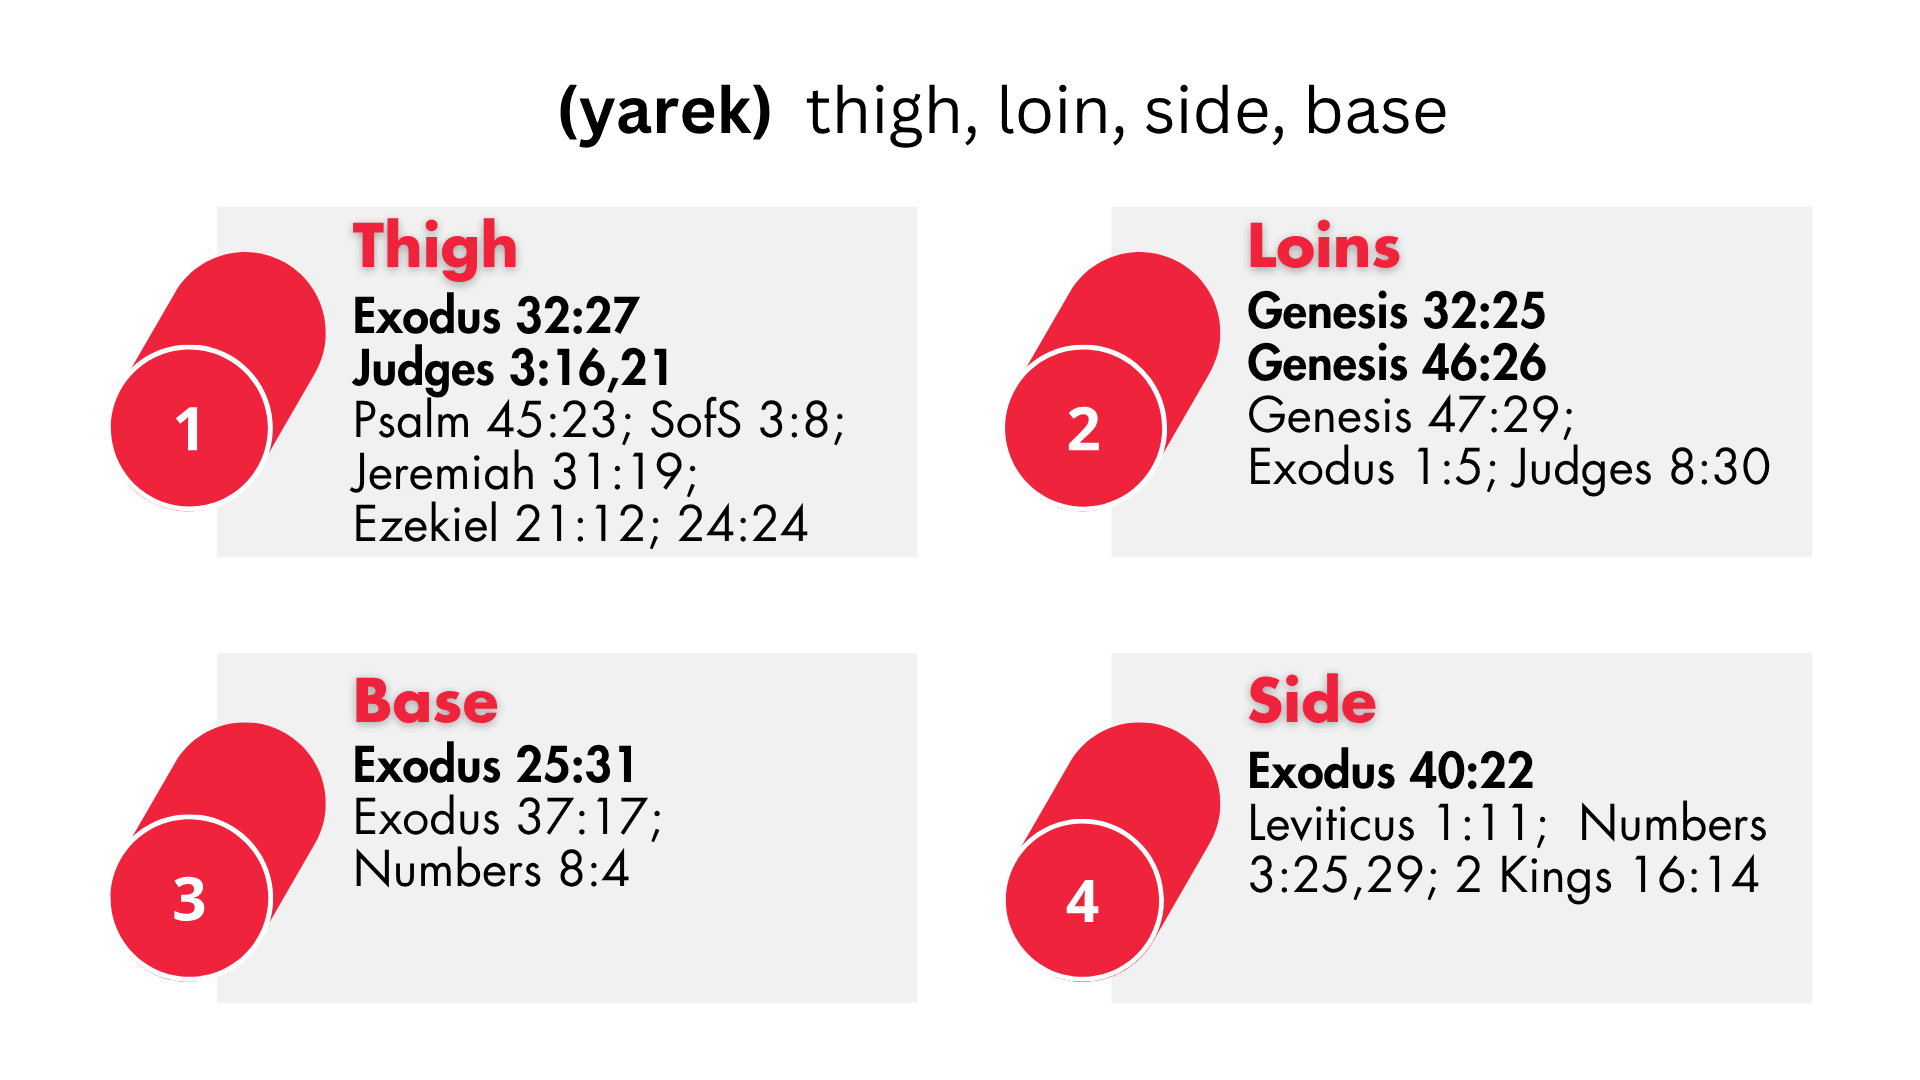 (yarek) thigh, loin, side, base
1
Thigh
Exodus 32:27
Judges 3:16,21
Psalm 45:23; SofS 3:8;
Jeremiah 31:19;
Ezekiel 21:12; 24:24
2
Loins
Genesis 32:25
Genesis 46:26
Genesis 47:29;
Exodus 1:5; Judges 8:30
3
Base
Exodus 25:31
Exodus 37:17;
Numbers 8:4
4
Side
Exodus 40:22
Leviticus 1:11; Numbers
3:25,29; 2 Kings 16:14